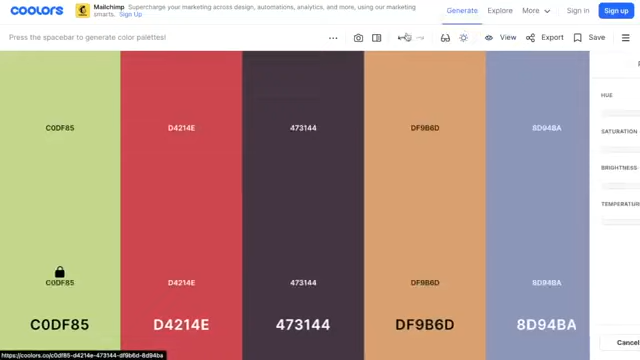 coolors
Mailchimp Supercharge your marketing across design, automations, analytics, and more, using our marketing
smarts. Sign Up
Generate Explore More Sign in Sign up
Press the spacebar to generate color palettes!
View Export Save
HUE
SATURATION
BRIGHTNESS
TEMPERATURE
C0DF85 D4214E 473144 DF9B6D 8D94BA
C0DF85 D4214E 473144 DF9B6D 8D94BA
C0DF85 D4214E 473144 DF9B6D 8D94BA
Cancel
https://coolors.co/c0df85-d4214e-473144-df9b6d-8d94ba